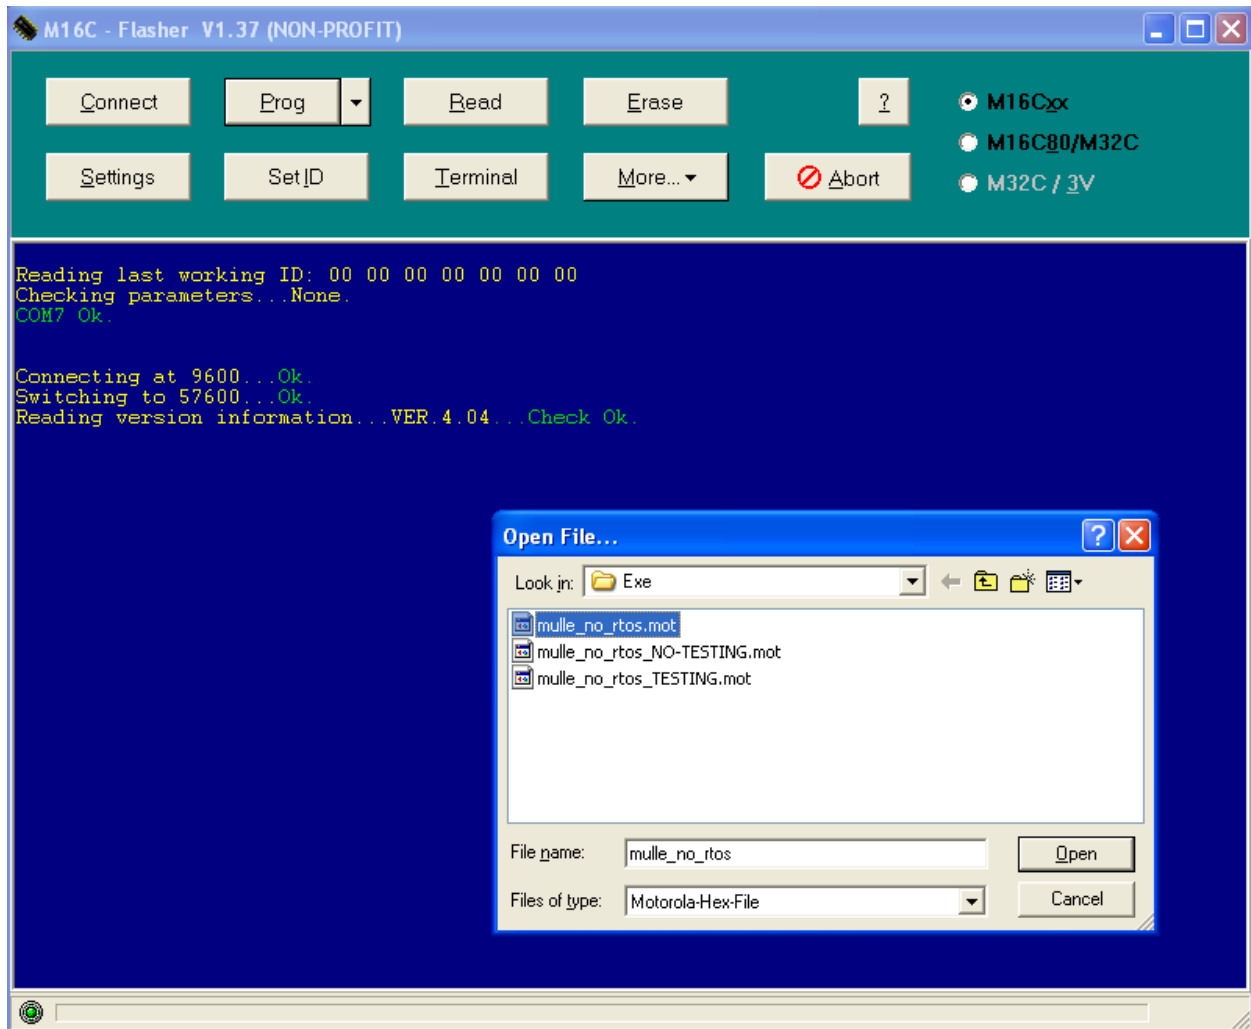 M16C - Flasher V1.37 (NON-PROFIT)
Connect
Prog
Read
Erase
?
M16Cxx
M16C80/M32C
M32C / 3V
Settings
Set ID
Terminal
More...
Abort
Reading last working ID: 00 00 00 00 00 00 00
Checking parameters...None.
COM7 Ok.
Connecting at 9600...Ok.
Switching to 57600...Ok.
Reading version information...VER.4.04...Check Ok.
Open File...
Look in: Exe
mulle_no_rtos.mot
mulle_no_rtos_NO-TESTING.mot
mulle_no_rtos_TESTING.mot
File name: mulle_no_rtos
Open
Files of type: Motorola-Hex-File
Cancel